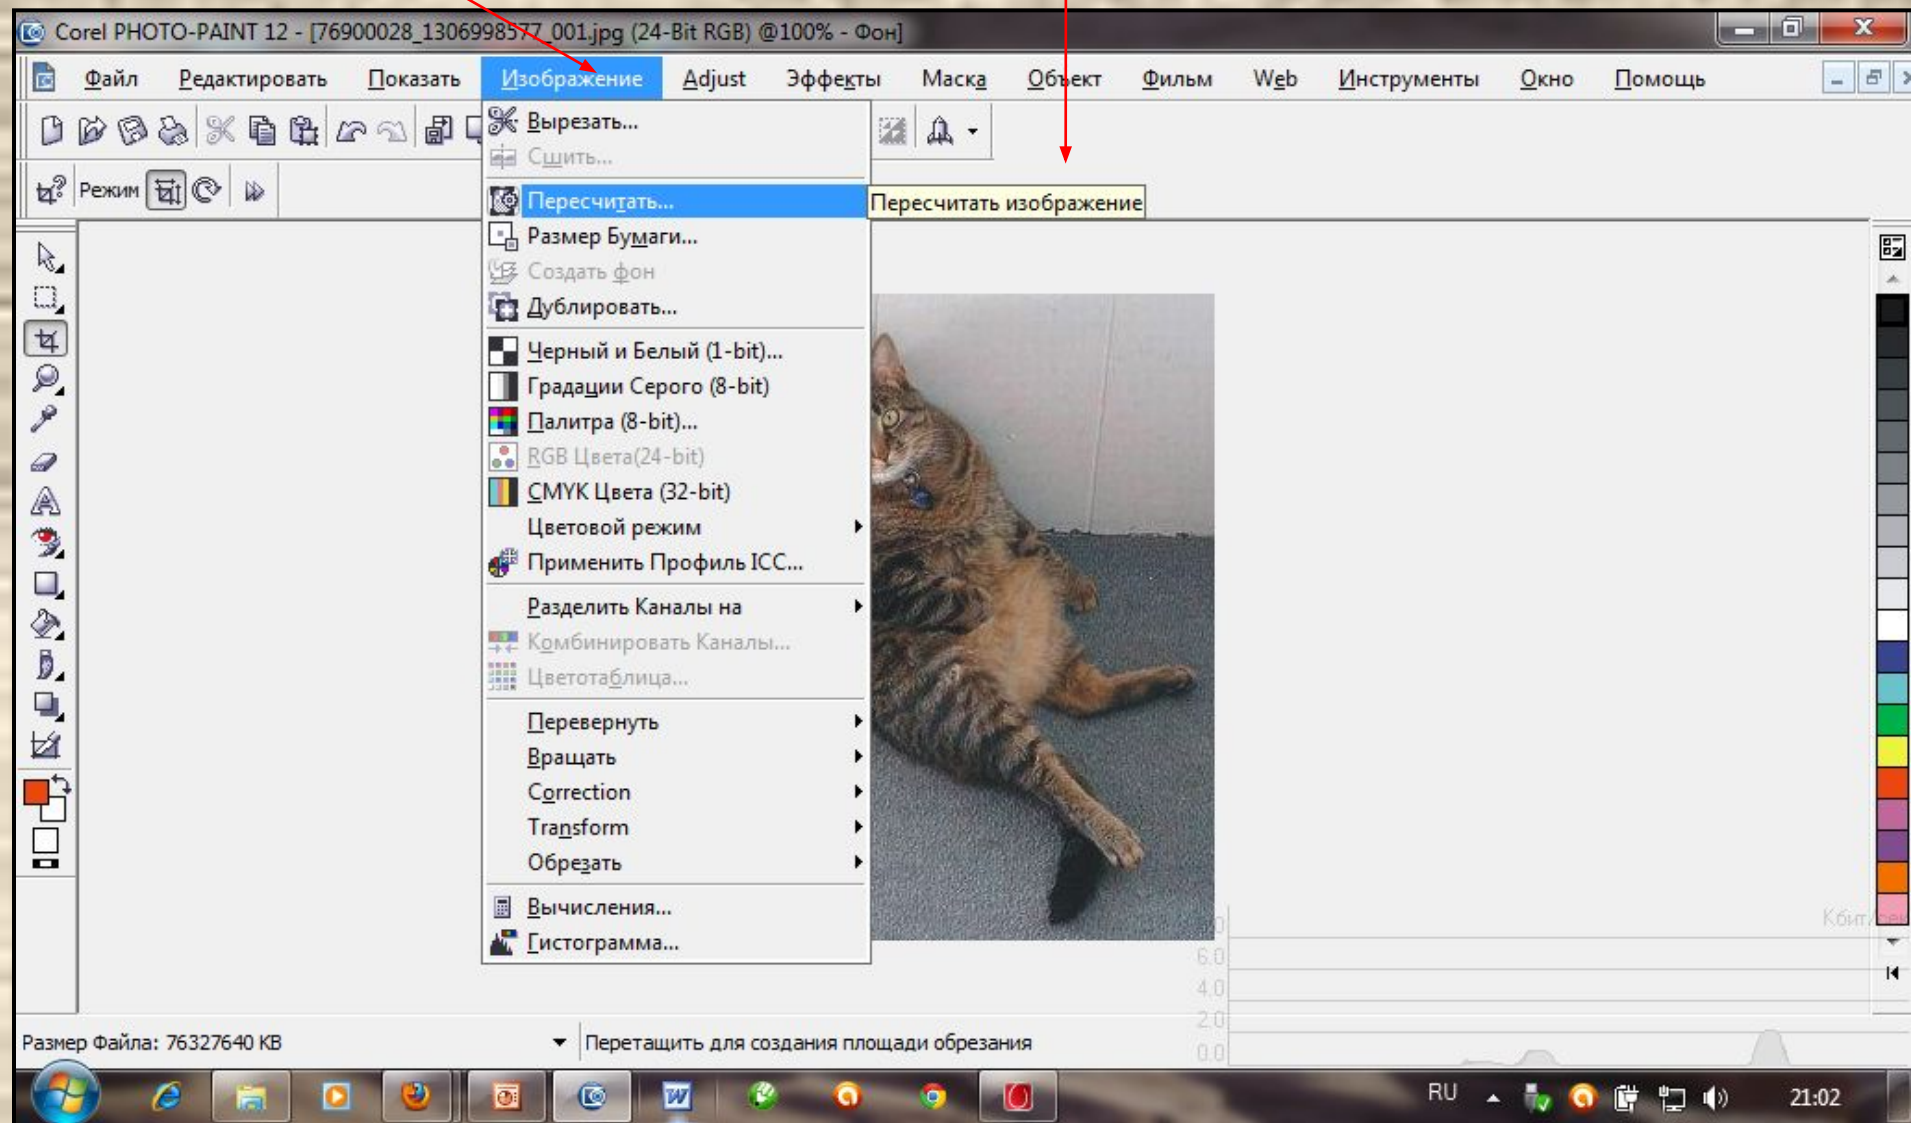 Corel PHOTO-PAINT 12 - [76900028_1306998577_001.jpg (24-Bit RGB) @100% - Фон]
Файл Редактировать Показать Изображение Adjust Эффекты Маска Объект Фильм Web Инструменты Окно Помощь
Вырезать...
Сшить...
Режим
Пересчитать...
Пересчитать изображение
Размер Бумаги...
Создать фон
Дублировать...
Черный и Белый (1-bit)...
Градации Серого (8-bit)
Палитра (8-bit)...
RGB Цвета(24-bit)
CMYK Цвета (32-bit)
Цветовой режим
Применить Профиль ICC...
Разделить Каналы на
Комбинировать Каналы...
Цветотаблица...
Перевернуть
Вращать
Correction
Transform
Обрезать
Вычисления...
Гистограмма...
Кбит/сек
6.0
4.0
2.0
0.0
Размер Файла: 76327640 KB
Перетащить для создания площади обрезания
RU
21:02